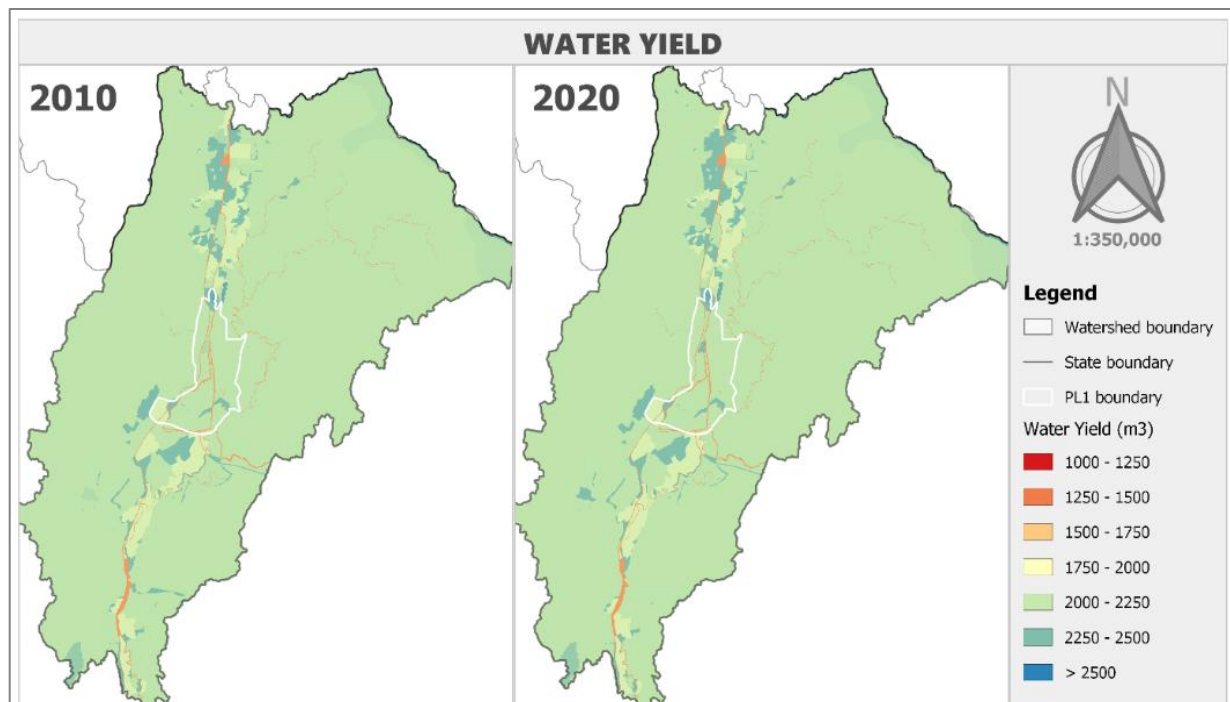 WATER YIELD
2010
2020
N
1:350,000
Legend
Watershed boundary
State boundary
PL1 boundary
Water Yield (m3)
1000 - 1250
1250 - 1500
1500 - 1750
1750 - 2000
2000 - 2250
2250 - 2500
> 2500